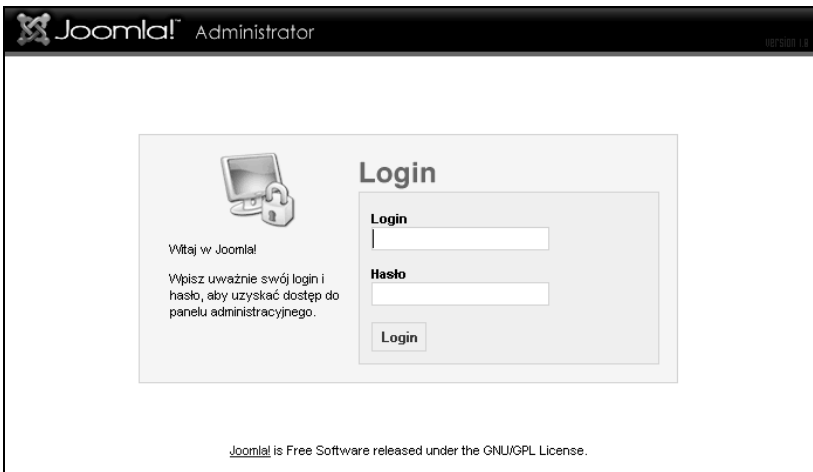 Joomla!™ Administrator
version 1.0
Login
Login
Witaj w Joomla!
Wpisz uważnie swój login i
hasło, aby uzyskać dostęp do
panelu administracyjnego.
Hasło
Login
Joomla! is Free Software released under the GNU/GPL License.